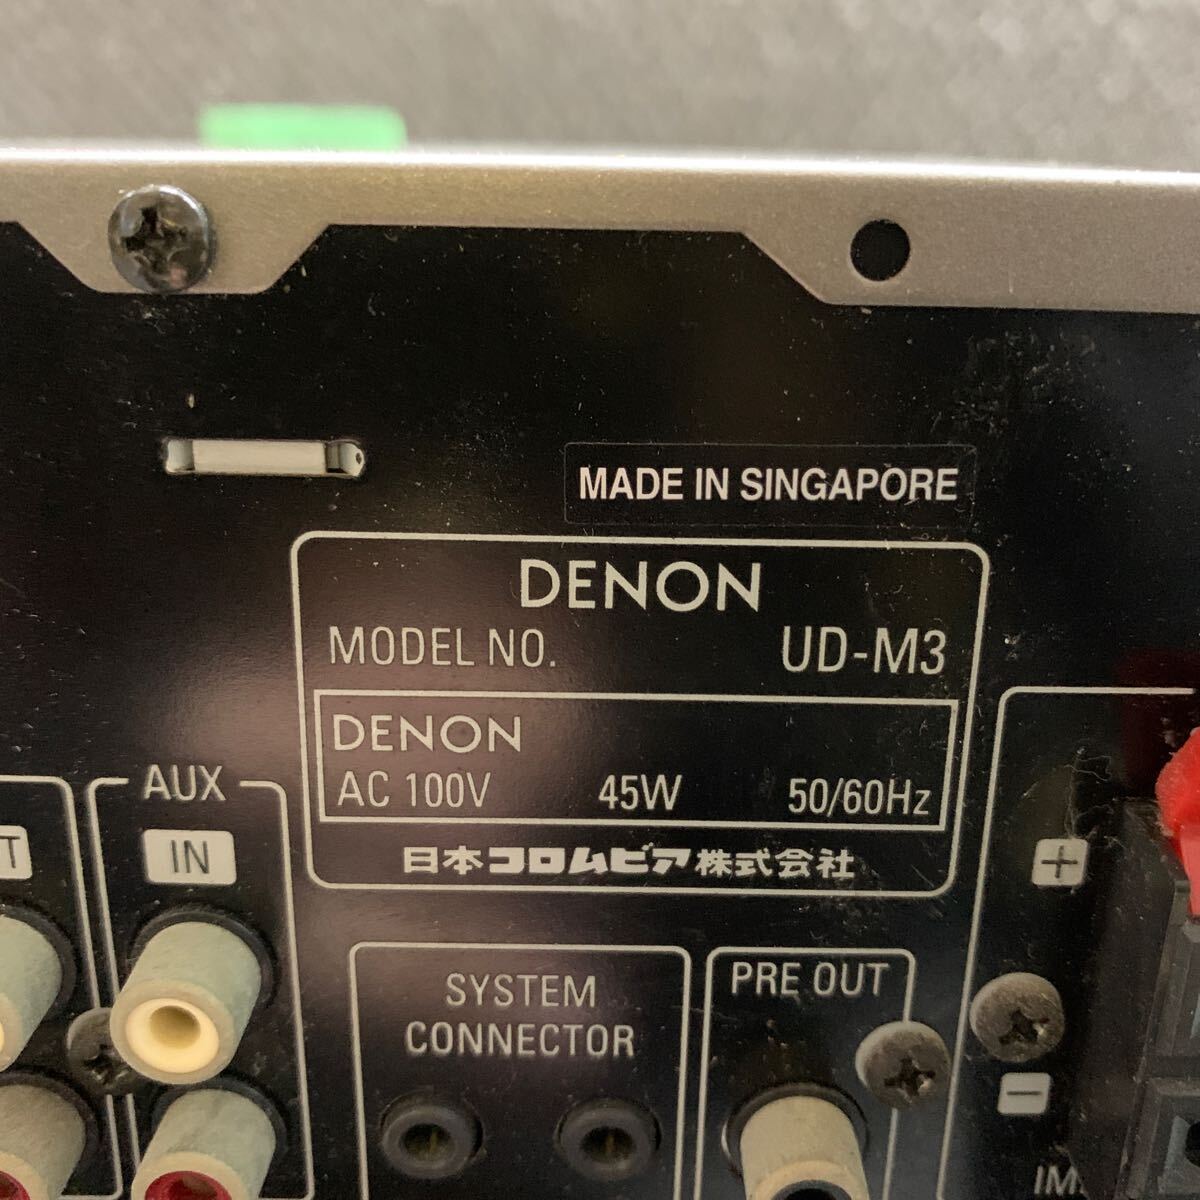 MADE IN SINGAPORE
DENON
MODEL NO. UD-M3
DENON
AC 100V 45W 50/60Hz
日本コロムビア株式会社
AUX
IN
SYSTEM
CONNECTOR
PRE OUT
+
−